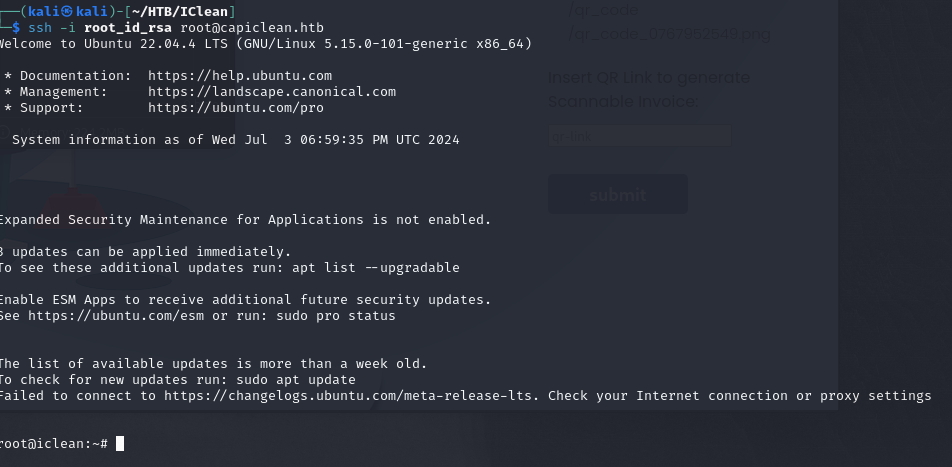 ┌──(kali㉿kali)-[~/HTB/IClean]
└─$ ssh -i root_id_rsa root@capiclean.htb
Welcome to Ubuntu 22.04.4 LTS (GNU/Linux 5.15.0-101-generic x86_64)
* Documentation: https://help.ubuntu.com
* Management: https://landscape.canonical.com
* Support: https://ubuntu.com/pro
System information as of Wed Jul 3 06:59:35 PM UTC 2024
Expanded Security Maintenance for Applications is not enabled.
3 updates can be applied immediately.
To see these additional updates run: apt list --upgradable
Enable ESM Apps to receive additional future security updates.
See https://ubuntu.com/esm or run: sudo pro status
The list of available updates is more than a week old.
To check for new updates run: sudo apt update
Failed to connect to https://changelogs.ubuntu.com/meta-release-lts. Check your Internet connection or proxy settings
root@iclean:~#
/qr_code
Insert QR Link to generate
Scannable Invoice:
qr-link
submit